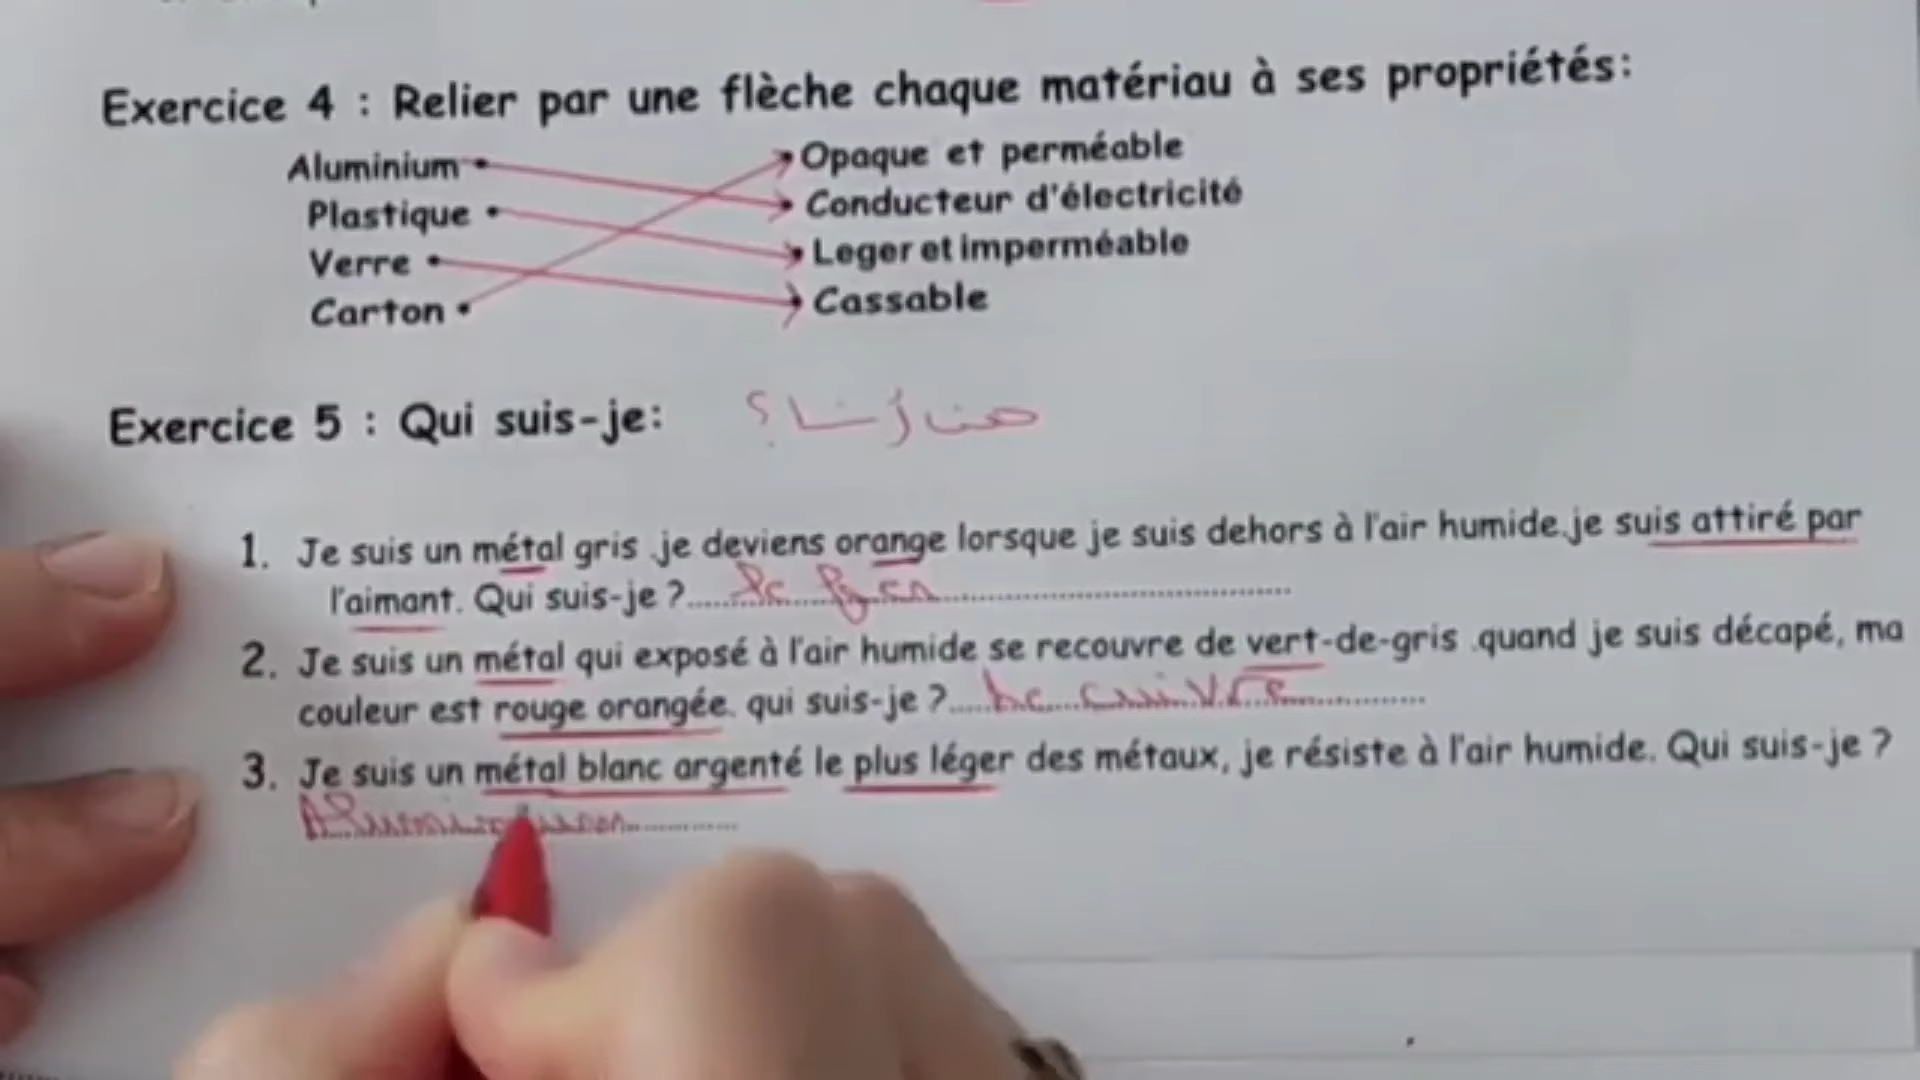 Exercice 4 : Relier par une flèche chaque matériau à ses propriétés:
Aluminium Opaque et perméable
Plastique Conducteur d'électricité
Verre Leger et imperméable
Carton Cassable
Exercice 5 : Qui suis-je: من أنا؟
1. Je suis un métal gris .je deviens orange lorsque je suis dehors à l'air humide.je suis attiré par
l'aimant. Qui suis-je ?...... le fer
2. Je suis un métal qui exposé à l'air humide se recouvre de vert-de-gris .quand je suis décapé, ma
couleur est rouge orangée. qui suis-je ?..... Le cuivre
3. Je suis un métal blanc argenté le plus léger des métaux, je résiste à l'air humide. Qui suis-je ?
Aluminium